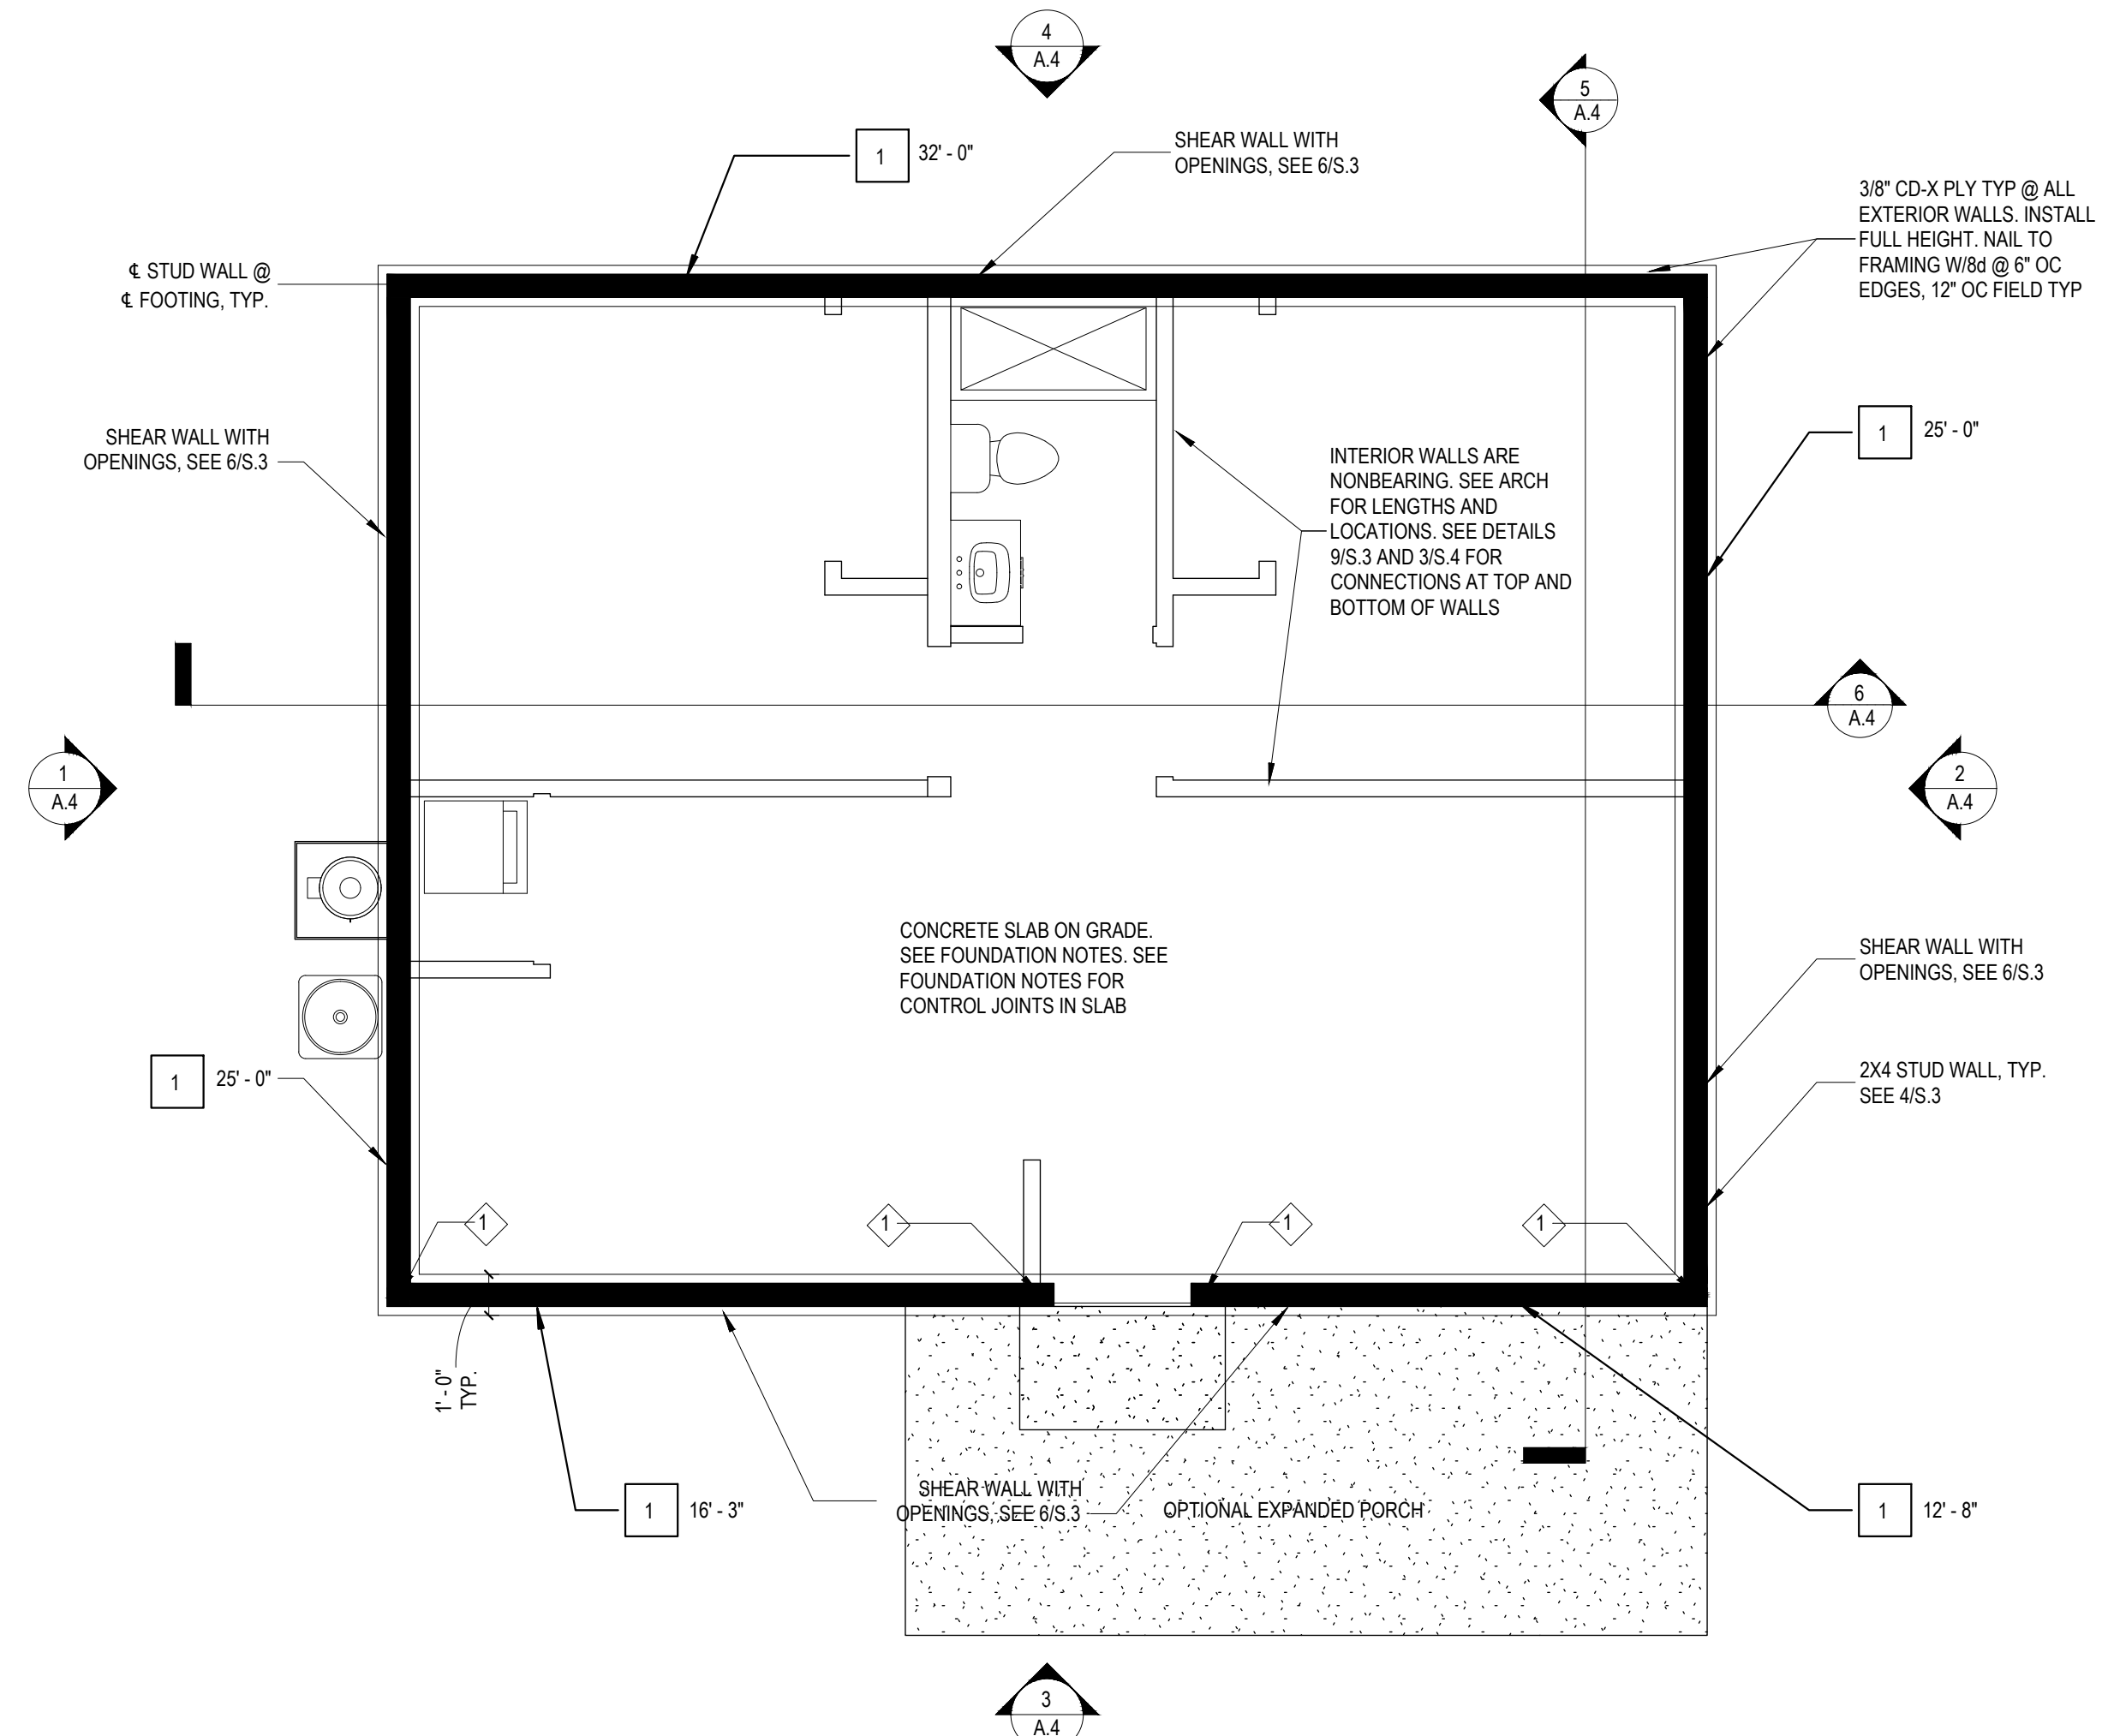 4
A.4
5
A.4
1
32' - 0"
SHEAR WALL WITH
OPENINGS, SEE 6/S.3
3/8" CD-X PLY TYP @ ALL
EXTERIOR WALLS. INSTALL
FULL HEIGHT. NAIL TO
FRAMING W/8d @ 6" OC
EDGES, 12" OC FIELD TYP
℄ STUD WALL @
℄ FOOTING, TYP.
SHEAR WALL WITH
OPENINGS, SEE 6/S.3
1
25' - 0"
INTERIOR WALLS ARE
NONBEARING. SEE ARCH
FOR LENGTHS AND
LOCATIONS. SEE DETAILS
9/S.3 AND 3/S.4 FOR
CONNECTIONS AT TOP AND
BOTTOM OF WALLS
6
A.4
1
A.4
2
A.4
CONCRETE SLAB ON GRADE.
SEE FOUNDATION NOTES. SEE
FOUNDATION NOTES FOR
CONTROL JOINTS IN SLAB
SHEAR WALL WITH
OPENINGS, SEE 6/S.3
1
25' - 0"
2X4 STUD WALL, TYP.
SEE 4/S.3
1
1
1
1
1' - 0"
TYP.
1
16' - 3"
SHEAR WALL WITH
OPENINGS, SEE 6/S.3
OPTIONAL EXPANDED PORCH
1
12' - 8"
3
A.4